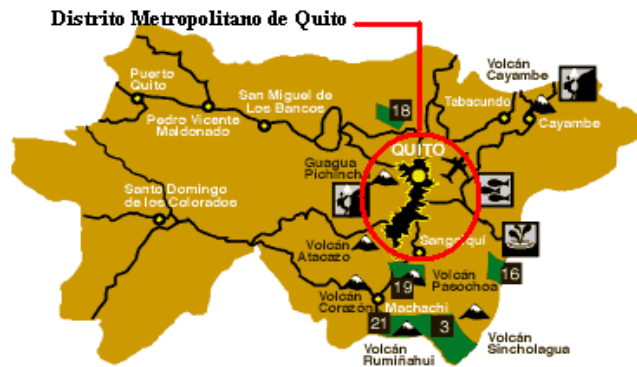 Distrito Metropolitano de Quito
Volcán
Cayambe
Puerto
Quito
San Miguel de
Los Bancos
Tabacundo
18
Pedro Vicente
Maldonado
Cayambe
QUITO
Guagua
Pichinch
Santo Domingo
de los Colorados
Volcán
Atacazo
Sangolquí
Volcán
Pasochoa
16
19
Volcán
Corazón
Machachi
21
3
Volcán
Rumiñahui
Volcán
Sincholagua